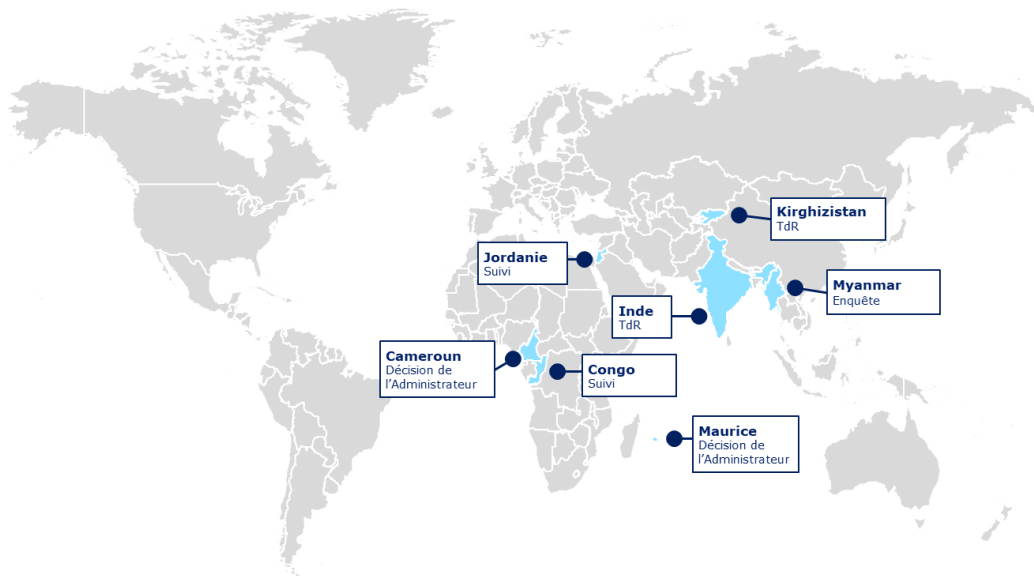 Kirghizistan
TdR
Jordanie
Suivi
Myanmar
Enquête
Inde
TdR
Cameroun
Décision de
l’Administrateur
Congo
Suivi
Maurice
Décision de
l’Administrateur